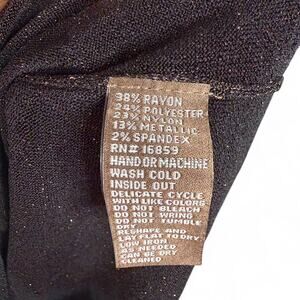 38% RAYON
24% POLYESTER
23% NYLON
13% METALLIC
2% SPANDEX
RN# 16859
HAND OR MACHINE
WASH COLD
INSIDE OUT
DELICATE CYCLE
WITH LIKE COLORS
DO NOT BLEACH
DO NOT WRING
DO NOT TUMBLE
DRY
RESHAPE AND
LAY FLAT TO DRY
LOW IRON
AS NEEDED
CAN BE DRY
CLEANED